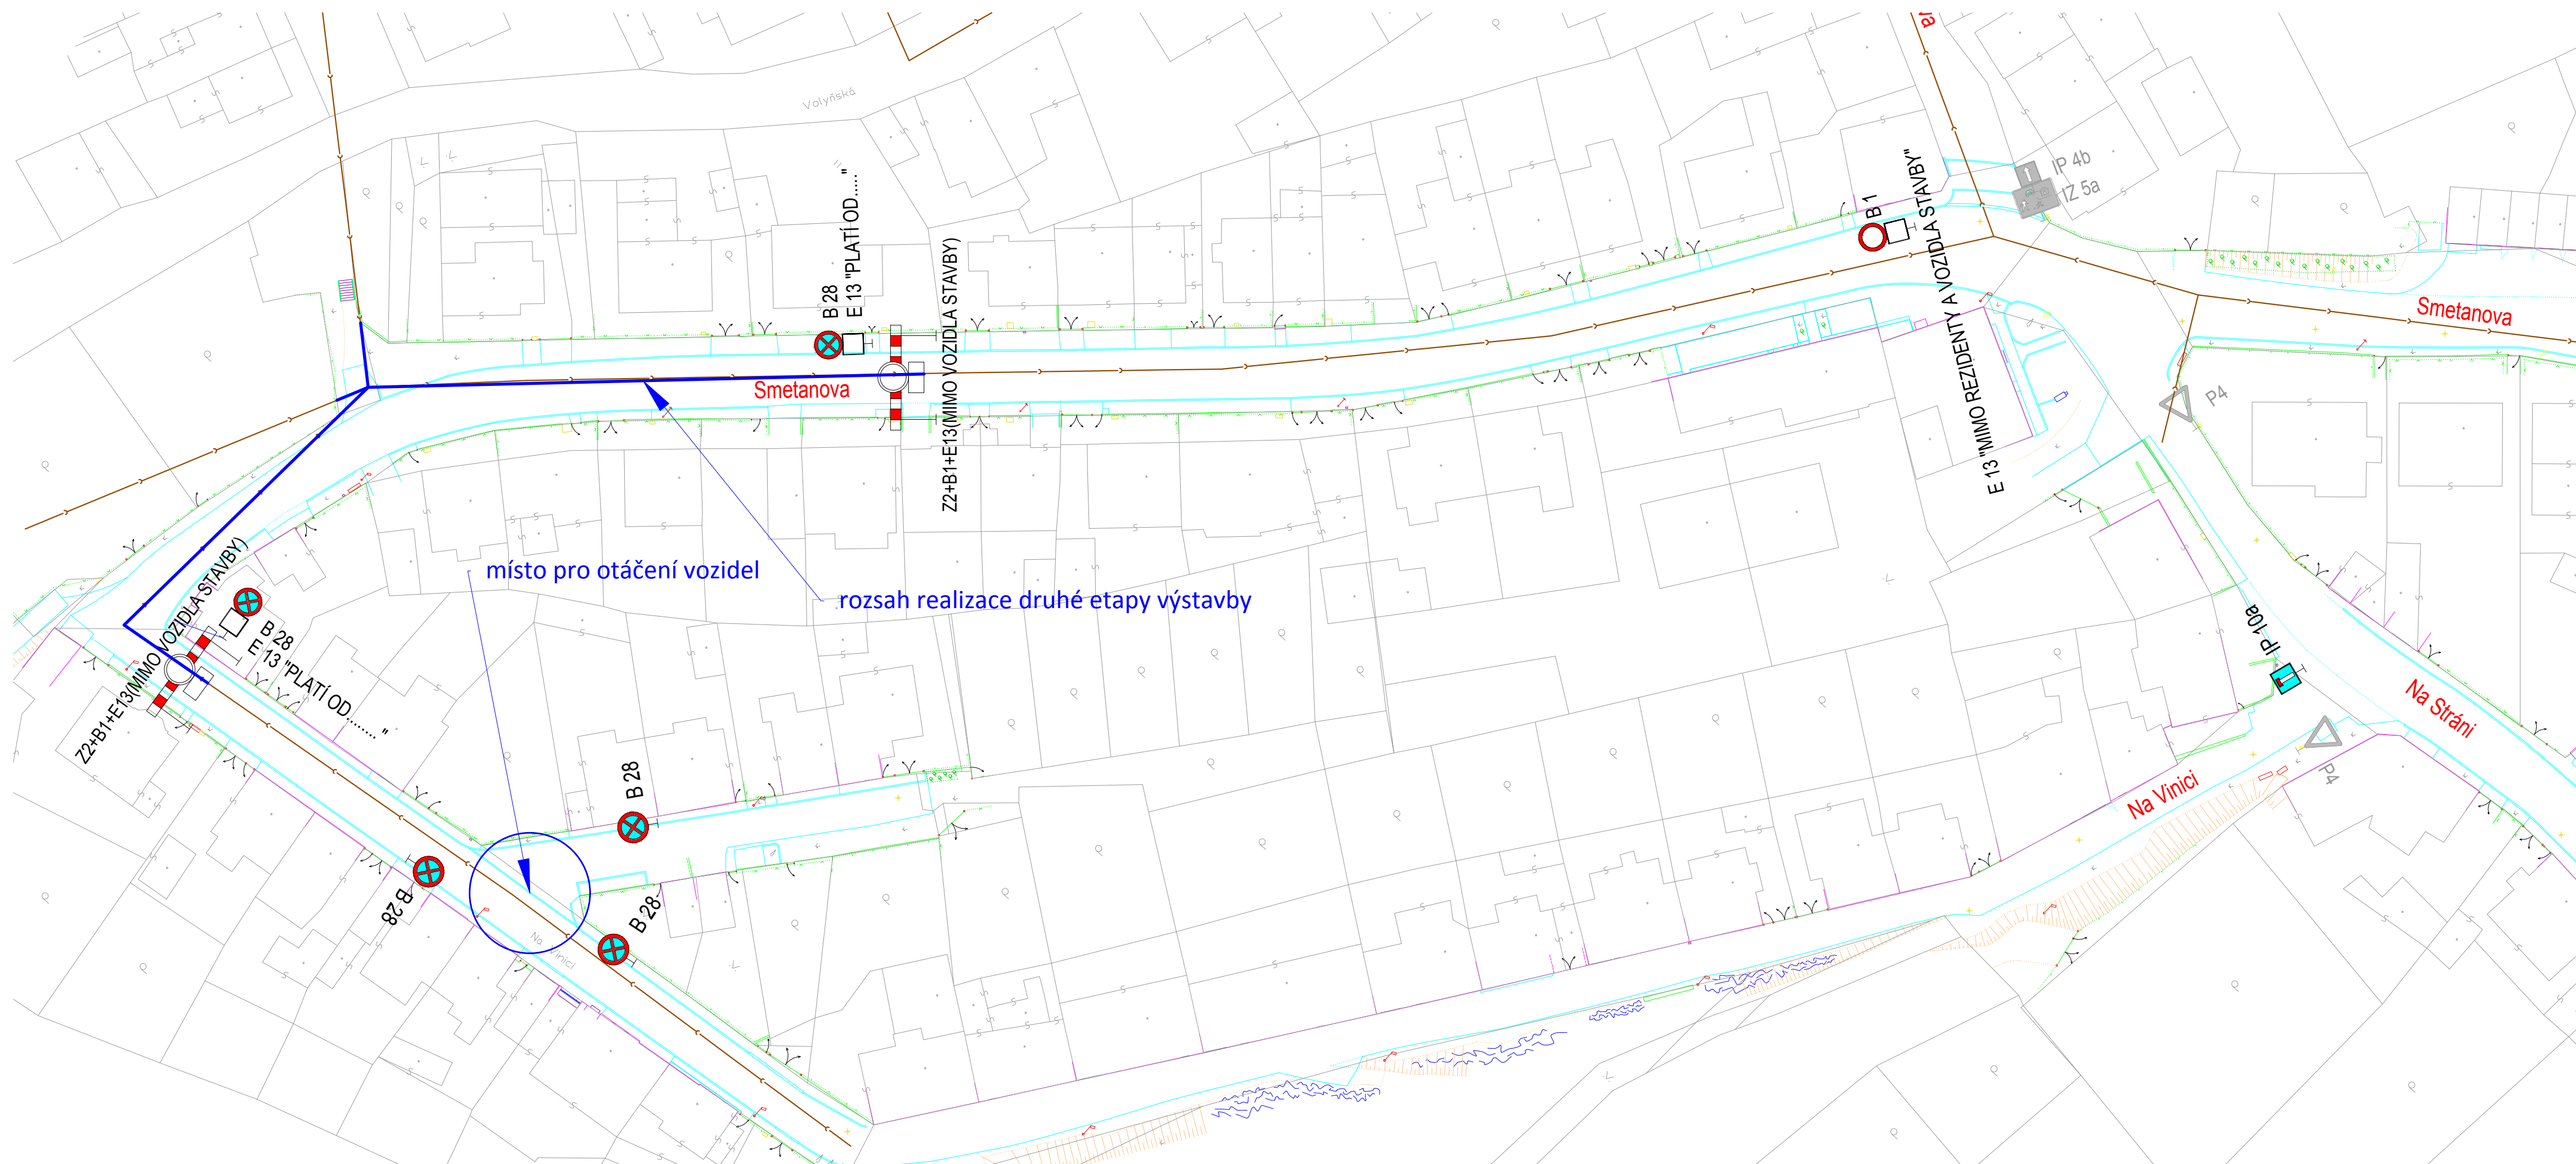 Volyňská
B 28
E 13 "PLATÍ OD....."
Z2+B1+E13(MIMO VOZIDLA STAVBY)
Smetanova
B 1
E 13 "MIMO REZIDENTY A VOZIDLA STAVBY"
IP 4b
IZ 5a
Smetanova
P4
místo pro otáčení vozidel
rozsah realizace druhé etapy výstavby
Z2+B1+E13(MIMO VOZIDLA STAVBY)
B 28
E 13 "PLATÍ OD......."
B 28
B 28
B 28
Na Vinici
IP 10a
Na Stráni
Na Vinici
P4